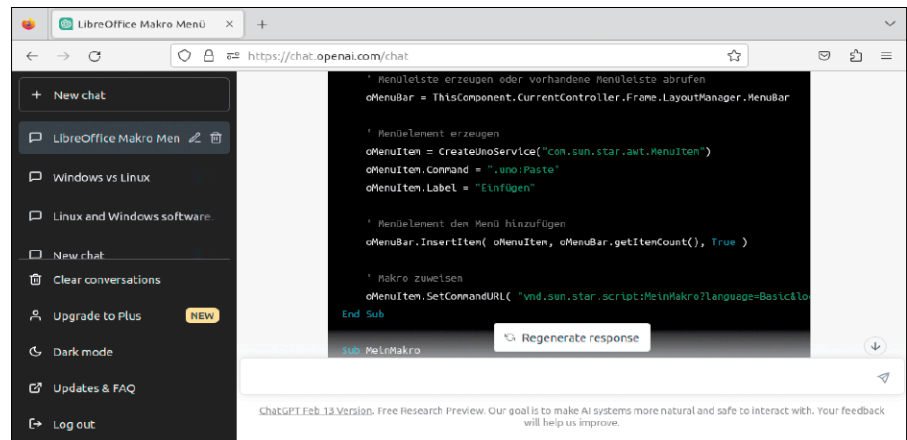 LibreOffice Makro Menü
https://chat.openai.com/chat
New chat
LibreOffice Makro Men
Windows vs Linux
Linux and Windows software.
New chat
Clear conversations
Upgrade to Plus NEW
Dark mode
Updates & FAQ
Log out
' Menüleiste erzeugen oder vorhandene Menüleiste abrufen
oMenuBar = ThisComponent.CurrentController.Frame.LayoutManager.MenuBar
' Menüelement erzeugen
oMenuItem = CreateUnoService("com.sun.star.awt.MenuItem")
oMenuItem.Command = ".uno:Paste"
oMenuItem.Label = "Einfügen"
' Menüelement dem Menü hinzufügen
oMenuBar.InsertItem( oMenuItem, oMenuBar.getItemCount(), True )
' Makro zuweisen
oMenuItem.SetCommandURL( "vnd.sun.star.script:MeinMakro?language=Basic&lo
End Sub
Sub MeinMakro
Regenerate response
ChatGPT Feb 13 Version. Free Research Preview. Our goal is to make AI systems more natural and safe to interact with. Your feedback
will help us improve.